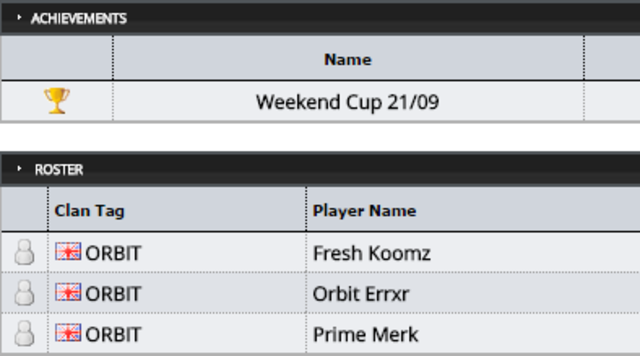 ACHIEVEMENTS
Name
Weekend Cup 21/09
ROSTER
Clan Tag Player Name
ORBIT Fresh Koomz
ORBIT Orbit Errxr
ORBIT Prime Merk